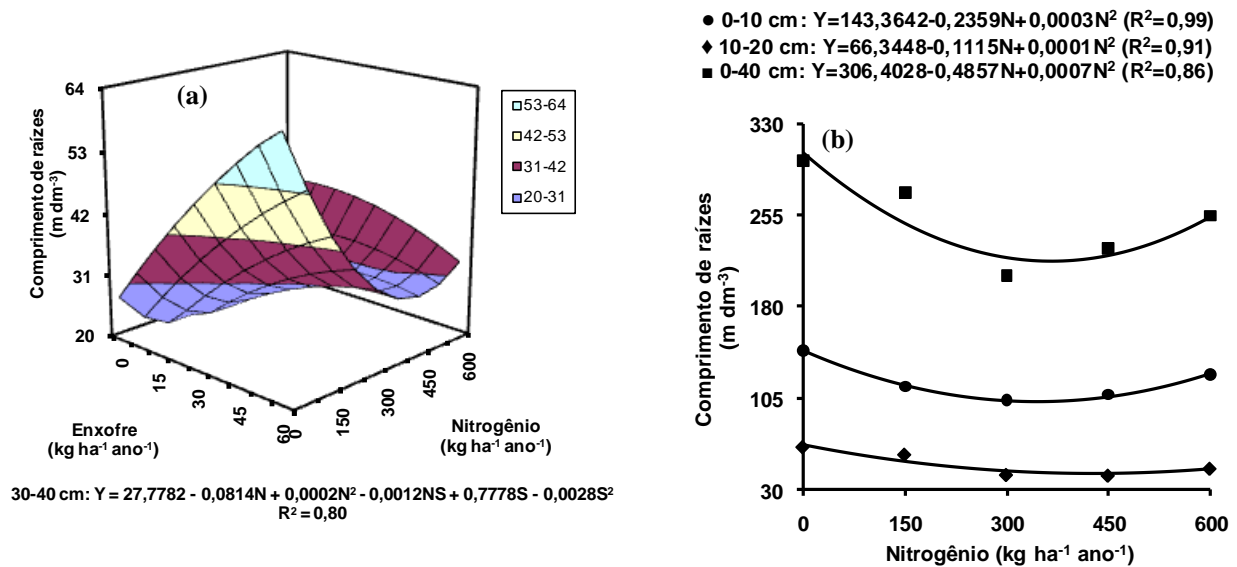 (a)
Comprimento de raízes
(m dm⁻³)
64
53
42
31
20
53-64
42-53
31-42
20-31
0
15
30
45
60
Enxofre
(kg ha⁻¹ ano⁻¹)
0
150
300
450
600
Nitrogênio
(kg ha⁻¹ ano⁻¹)
30-40 cm: Y = 27,7782 - 0,0814N + 0,0002N² - 0,0012NS + 0,7778S - 0,0028S²
R² = 0,80
0-10 cm: Y=143,3642-0,2359N+0,0003N² (R²=0,99)
10-20 cm: Y=66,3448-0,1115N+0,0001N² (R²=0,91)
0-40 cm: Y=306,4028-0,4857N+0,0007N² (R²=0,86)
(b)
Comprimento de raízes
(m dm⁻³)
330
255
180
105
30
0
150
300
450
600
Nitrogênio (kg ha⁻¹ ano⁻¹)